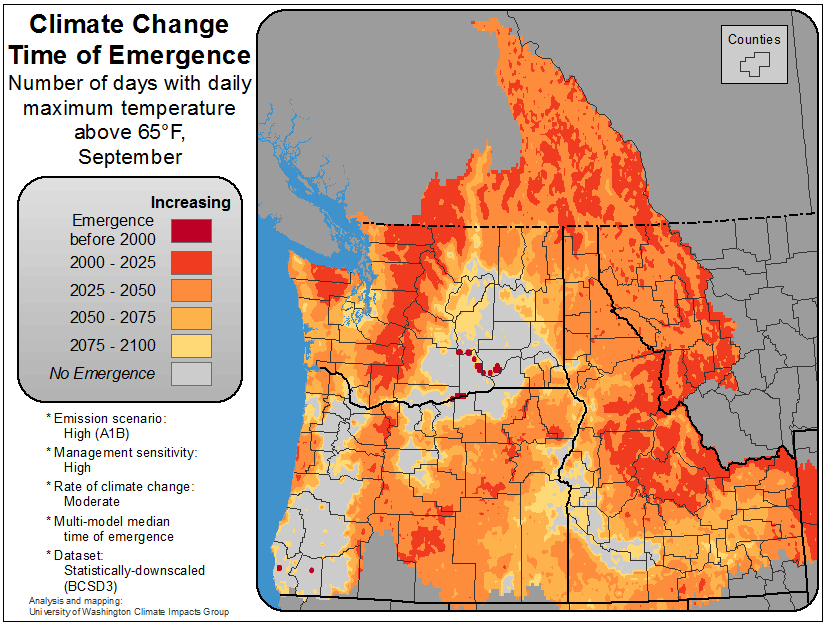 Climate Change
Time of Emergence
Number of days with daily
maximum temperature
above 65°F,
September
Increasing
Emergence
before 2000
2000 - 2025
2025 - 2050
2050 - 2075
2075 - 2100
No Emergence
* Emission scenario:
High (A1B)
* Management sensitivity:
High
* Rate of climate change:
Moderate
* Multi-model median
time of emergence
* Dataset:
Statistically-downscaled
(BCSD3)
Analysis and mapping:
University of Washington Climate Impacts Group
Counties